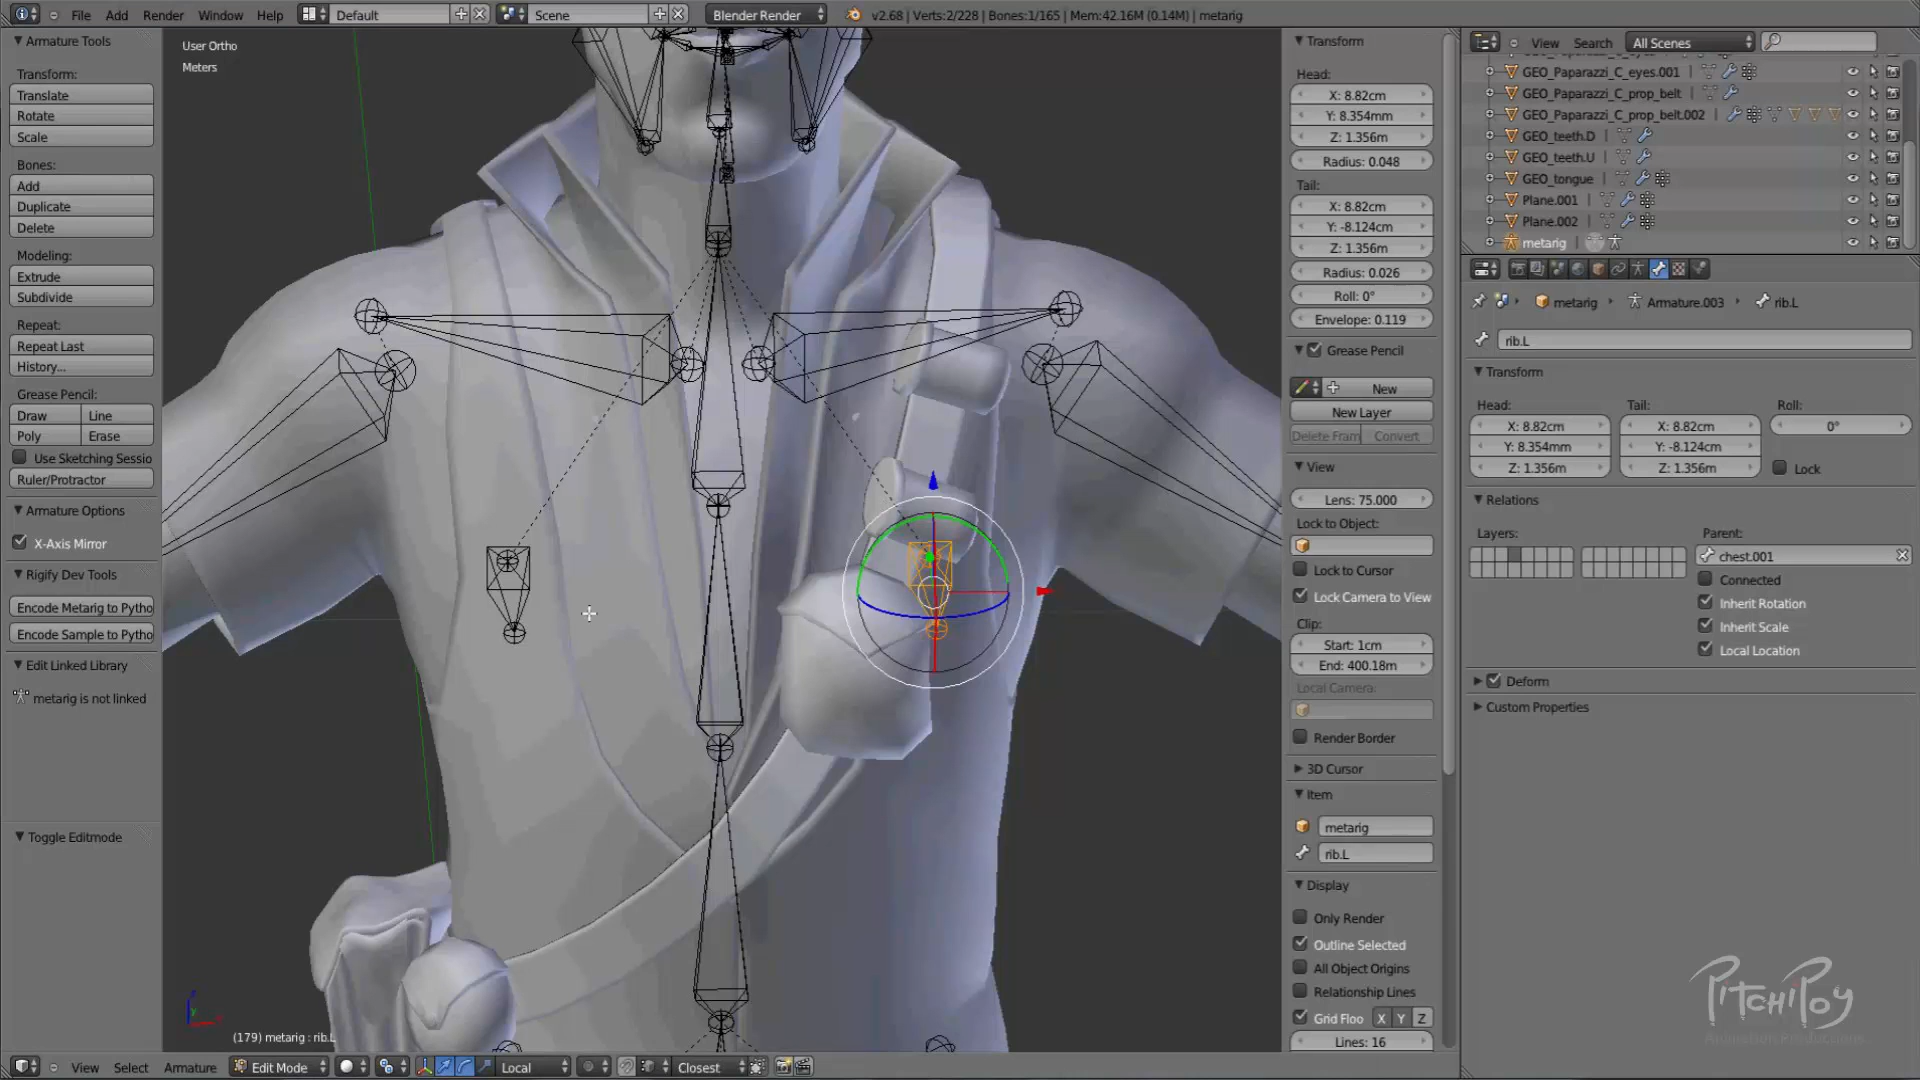 File Add Render Window Help Default Scene Blender Render v2.68 | Verts:2/228 | Bones:1/165 | Mem:42.16M (0.14M) | metarig
Armature Tools
Transform:
Translate
Rotate
Scale
Bones:
Add
Duplicate
Delete
Modeling:
Extrude
Subdivide
Repeat:
Repeat Last
History...
Grease Pencil:
Draw Line
Poly Erase
Use Sketching Sessio
Ruler/Protractor
Armature Options
X-Axis Mirror
Rigify Dev Tools
Encode Metarig to Pytho
Encode Sample to Pytho
Edit Linked Library
metarig is not linked
Toggle Editmode
User Ortho
Meters
(179) metarig : rib.L
View Select Armature Edit Mode Local Closest
Transform
Head:
X: 8.82cm
Y: 8.354mm
Z: 1.356m
Radius: 0.048
Tail:
X: 8.82cm
Y: -8.124cm
Z: 1.356m
Radius: 0.026
Roll: 0°
Envelope: 0.119
Grease Pencil
New
New Layer
Delete Fram Convert
View
Lens: 75.000
Lock to Object:
Lock to Cursor
Lock Camera to View
Clip:
Start: 1cm
End: 400.18m
Local Camera:
Render Border
3D Cursor
Item
metarig
rib.L
Display
Only Render
Outline Selected
All Object Origins
Relationship Lines
Grid Floo X Y Z
Lines: 16
View Search All Scenes
GEO_Paparazzi_C_eyes.001
GEO_Paparazzi_C_prop_belt
GEO_Paparazzi_C_prop_belt.002
GEO_teeth.D
GEO_teeth.U
GEO_tongue
Plane.001
Plane.002
metarig
metarig Armature.003 rib.L
rib.L
Transform
Head: Tail: Roll:
X: 8.82cm X: 8.82cm 0°
Y: 8.354mm Y: -8.124cm
Z: 1.356m Z: 1.356m Lock
Relations
Layers: Parent:
chest.001
Connected
Inherit Rotation
Inherit Scale
Local Location
Deform
Custom Properties
PitchiPoy
Animation Productions